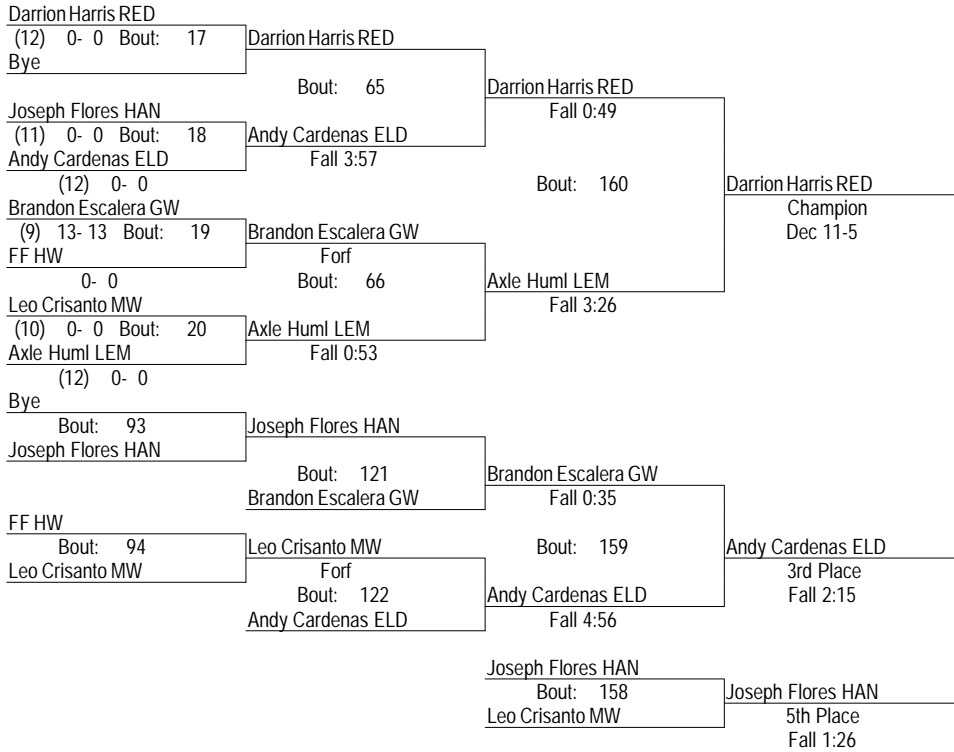 Darrion Harris RED
(12) 0- 0 Bout: 17 Darrion Harris RED
Bye
Bout: 65 Darrion Harris RED
Joseph Flores HAN Fall 0:49
(11) 0- 0 Bout: 18 Andy Cardenas ELD
Andy Cardenas ELD Fall 3:57
(12) 0- 0 Bout: 160 Darrion Harris RED
Brandon Escalera GW Champion
(9) 13- 13 Bout: 19 Brandon Escalera GW Dec 11-5
FF HW Forf
0- 0 Bout: 66 Axle Huml LEM
Leo Crisanto MW Fall 3:26
(10) 0- 0 Bout: 20 Axle Huml LEM
Axle Huml LEM Fall 0:53
(12) 0- 0
Bye
Bout: 93 Joseph Flores HAN
Joseph Flores HAN
Bout: 121 Brandon Escalera GW
Brandon Escalera GW Fall 0:35
FF HW
Bout: 94 Leo Crisanto MW Bout: 159 Andy Cardenas ELD
Leo Crisanto MW Forf 3rd Place
Bout: 122 Andy Cardenas ELD Fall 2:15
Andy Cardenas ELD Fall 4:56
Joseph Flores HAN
Bout: 158 Joseph Flores HAN
Leo Crisanto MW 5th Place
Fall 1:26